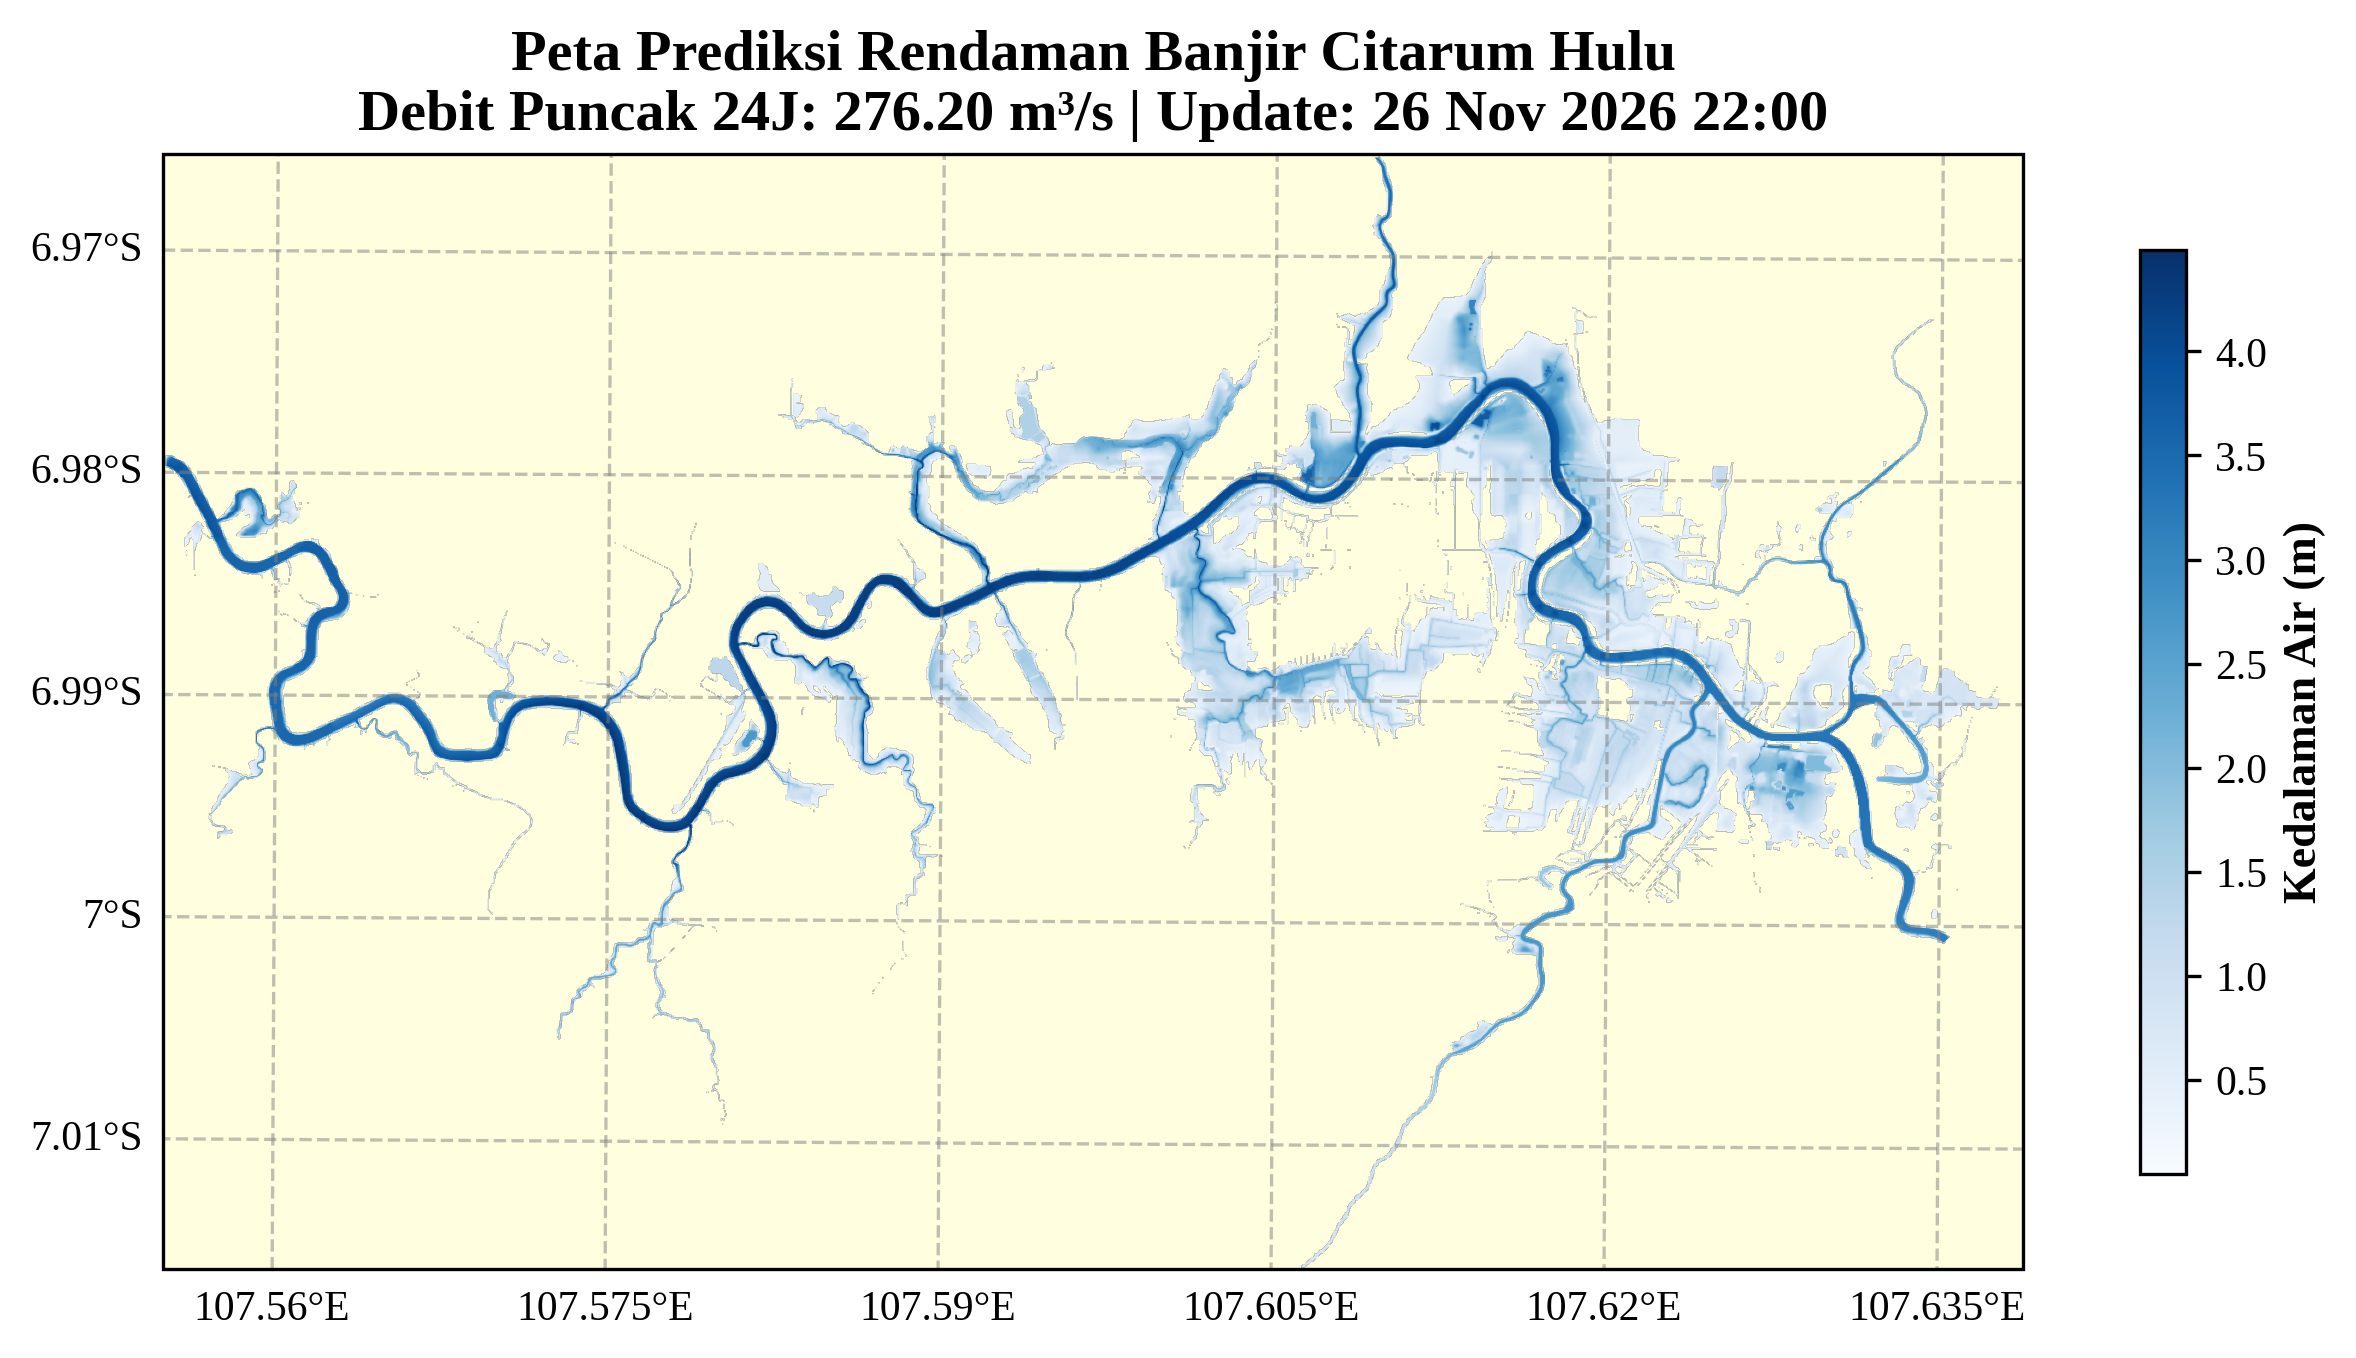 Peta Prediksi Rendaman Banjir Citarum Hulu
Debit Puncak 24J: 276.20 m³/s | Update: 26 Nov 2026 22:00
6.97°S
6.98°S
6.99°S
7°S
7.01°S
107.56°E
107.575°E
107.59°E
107.605°E
107.62°E
107.635°E
4.0
3.5
3.0
2.5
2.0
1.5
1.0
0.5
Kedalaman Air (m)